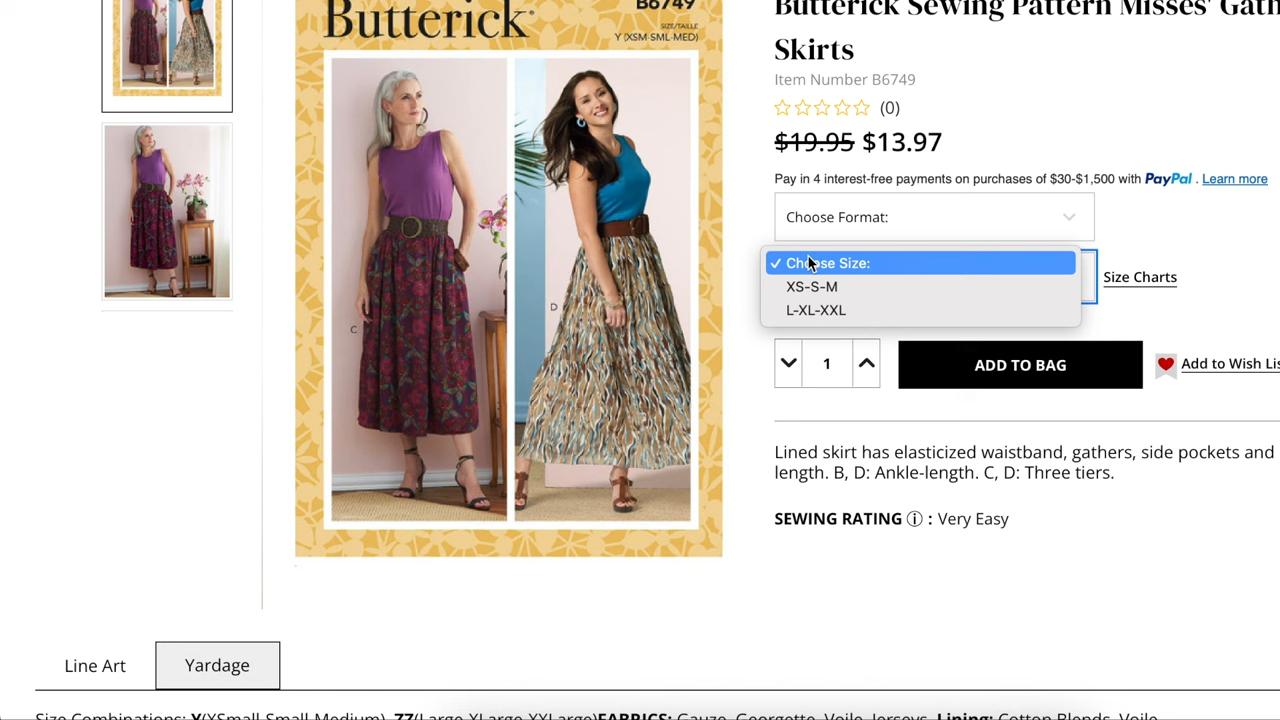 Butterick
B6749
SIZE/TAILLE
Y (XSM-SML-MED)
C
D
Butterick Sewing Pattern Misses' Gath
Skirts
Item Number B6749
(0)
$19.95 $13.97
Pay in 4 interest-free payments on purchases of $30-$1,500 with PayPal . Learn more
Choose Format:
✓ Choose Size:
XS-S-M
L-XL-XXL
Size Charts
1
ADD TO BAG
Add to Wish Lis
Lined skirt has elasticized waistband, gathers, side pockets and
length. B, D: Ankle-length. C, D: Three tiers.
SEWING RATING ⓘ : Very Easy
Line Art
Yardage
Size Combinations: Y(XSmall-Small-Medium), ZZ(Large-XLarge-XXLarge)FABRICS: Gauze, Georgette, Voile, Jerseys. Lining: Cotton Blends, Voile.